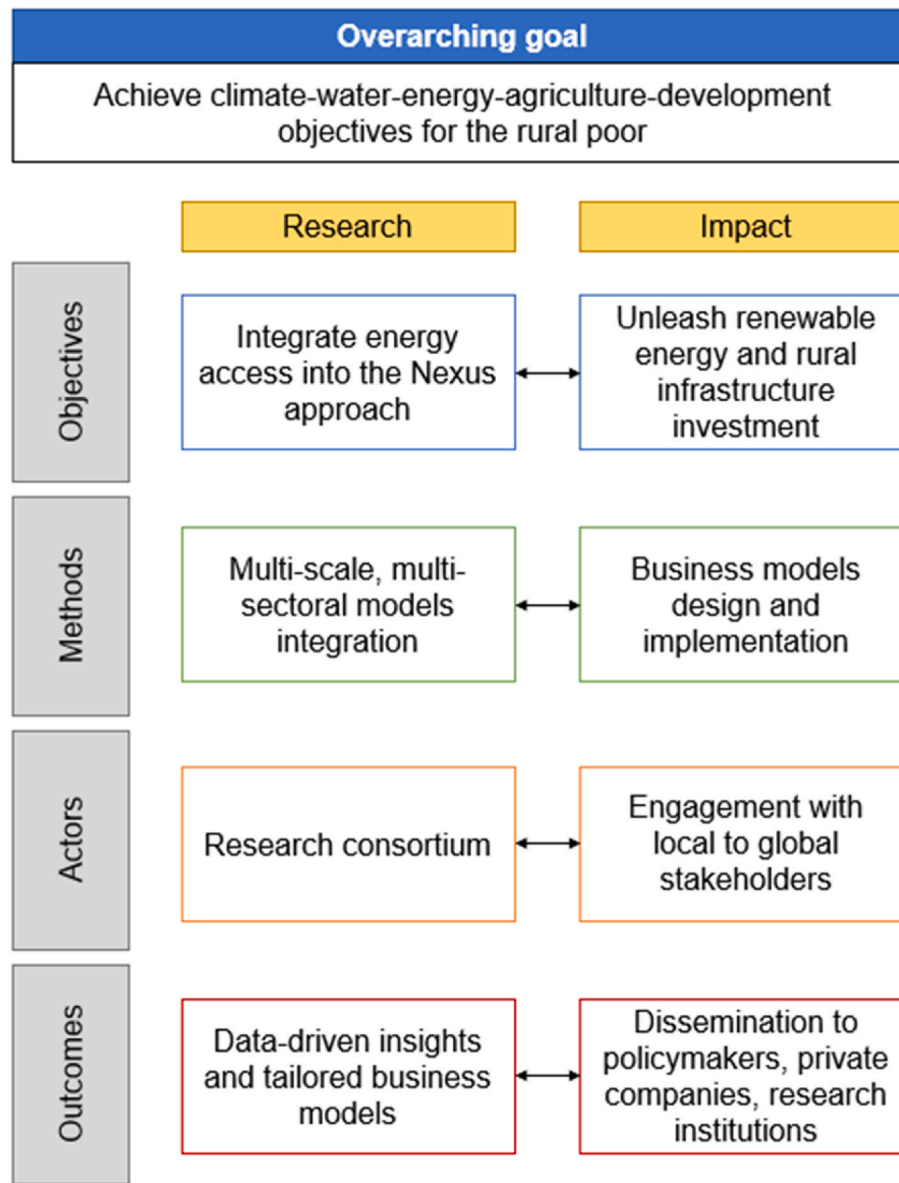 Overarching goal
Achieve climate-water-energy-agriculture-development
objectives for the rural poor
Research
Impact
Objectives
Integrate energy
access into the Nexus
approach
Unleash renewable
energy and rural
infrastructure
investment
Methods
Multi-scale, multi-
sectoral models
integration
Business models
design and
implementation
Actors
Research consortium
Engagement with
local to global
stakeholders
Outcomes
Data-driven insights
and tailored business
models
Dissemination to
policymakers, private
companies, research
institutions